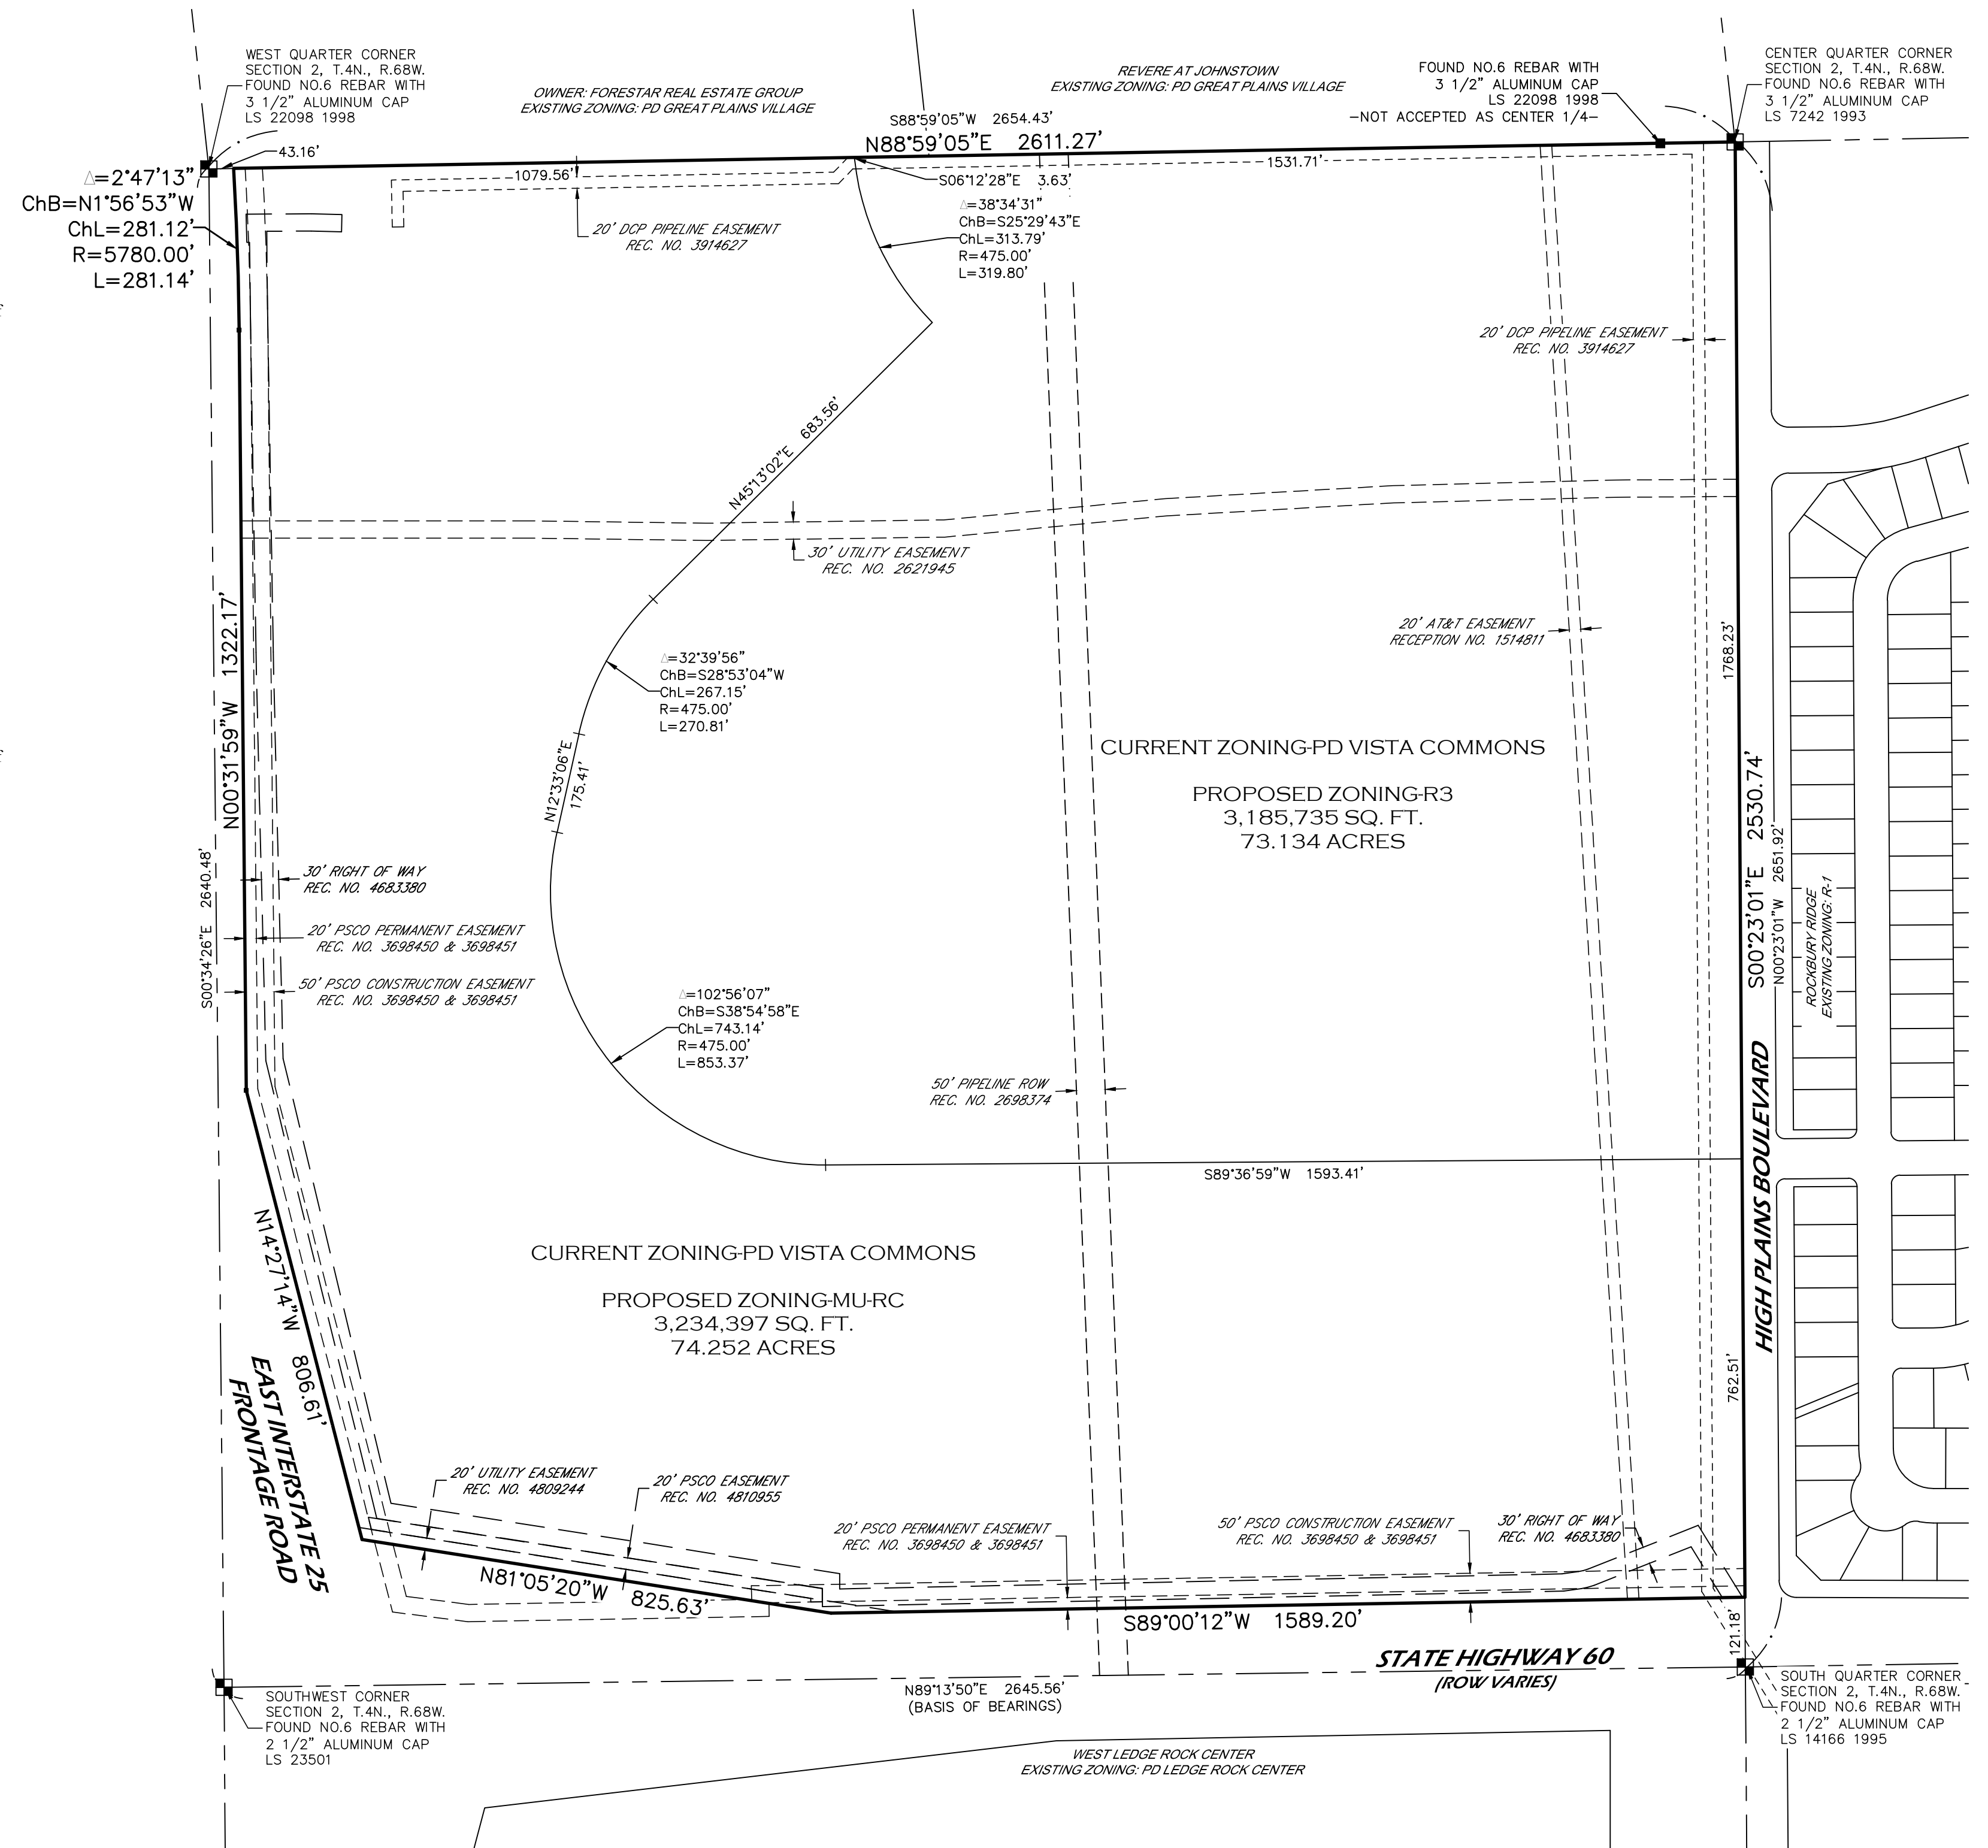 WEST QUARTER CORNER
SECTION 2, T.4N., R.68W.
FOUND NO.6 REBAR WITH
3 1/2" ALUMINUM CAP
LS 22098 1998
OWNER: FORESTAR REAL ESTATE GROUP
EXISTING ZONING: PD GREAT PLAINS VILLAGE
REVERE AT JOHNSTOWN
EXISTING ZONING: PD GREAT PLAINS VILLAGE
FOUND NO.6 REBAR WITH
3 1/2" ALUMINUM CAP
LS 22098 1998
-NOT ACCEPTED AS CENTER 1/4-
CENTER QUARTER CORNER
SECTION 2, T.4N., R.68W.
FOUND NO.6 REBAR WITH
3 1/2" ALUMINUM CAP
LS 7242 1993
S88°59'05"W 2654.43'
N88°59'05"E 2611.27'
43.16'
1079.56'
1531.71'
S06°12'28"E 3.63'
Δ=2°47'13"
ChB=N1°56'53"W
ChL=281.12'
R=5780.00'
L=281.14'
Δ=38°34'31"
ChB=S25°29'43"E
ChL=313.79'
R=475.00'
L=319.80'
20' DCP PIPELINE EASEMENT
REC. NO. 3914627
20' DCP PIPELINE EASEMENT
REC. NO. 3914627
N45°13'02"E 683.56'
30' UTILITY EASEMENT
REC. NO. 2621945
20' AT&T EASEMENT
RECEPTION NO. 1514811
1768.23'
N00°31'59"W 1322.17'
Δ=32°39'56"
ChB=S28°53'04"W
ChL=267.15'
R=475.00'
L=270.81'
N12°33'06"E
175.41'
CURRENT ZONING-PD VISTA COMMONS
PROPOSED ZONING-R3
3,185,735 SQ. FT.
73.134 ACRES
S00°23'01"E 2530.74'
N00°23'01"W 2651.92'
ROCKBURY RIDGE
EXISTING ZONING: R-1
S00°34'26"E 2640.48'
30' RIGHT OF WAY
REC. NO. 4683380
20' PSCO PERMANENT EASEMENT
REC. NO. 3698450 & 3698451
50' PSCO CONSTRUCTION EASEMENT
REC. NO. 3698450 & 3698451
Δ=102°56'07"
ChB=S38°54'58"E
ChL=743.14'
R=475.00'
L=853.37'
50' PIPELINE ROW
REC. NO. 2698374
HIGH PLAINS BOULEVARD
S89°36'59"W 1593.41'
N14°27'14"W 806.61'
CURRENT ZONING-PD VISTA COMMONS
PROPOSED ZONING-MU-RC
3,234,397 SQ. FT.
74.252 ACRES
762.51'
EAST INTERSTATE 25
FRONTAGE ROAD
20' UTILITY EASEMENT
REC. NO. 4809244
20' PSCO EASEMENT
REC. NO. 4810955
20' PSCO PERMANENT EASEMENT
REC. NO. 3698450 & 3698451
50' PSCO CONSTRUCTION EASEMENT
REC. NO. 3698450 & 3698451
30' RIGHT OF WAY
REC. NO. 4683380
N81°05'20"W 825.63'
S89°00'12"W 1589.20'
121.18'
STATE HIGHWAY 60
(ROW VARIES)
N89°13'50"E 2645.56'
(BASIS OF BEARINGS)
SOUTHWEST CORNER
SECTION 2, T.4N., R.68W.
FOUND NO.6 REBAR WITH
2 1/2" ALUMINUM CAP
LS 23501
SOUTH QUARTER CORNER
SECTION 2, T.4N., R.68W.
FOUND NO.6 REBAR WITH
2 1/2" ALUMINUM CAP
LS 14166 1995
WEST LEDGE ROCK CENTER
EXISTING ZONING: PD LEDGE ROCK CENTER